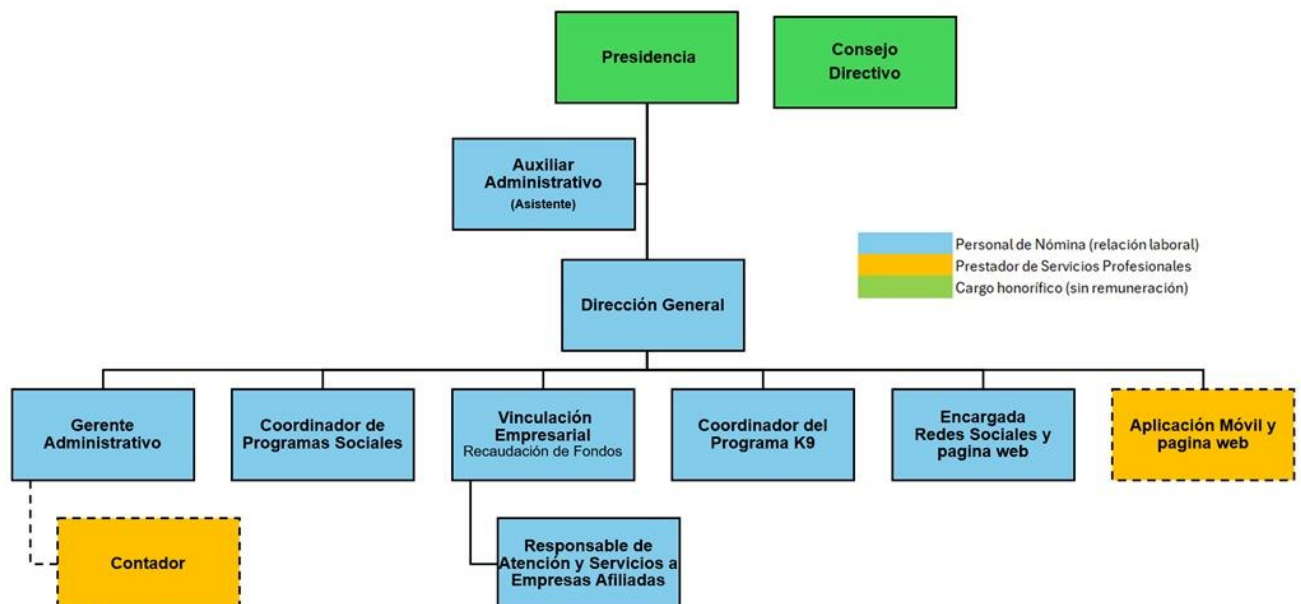 Presidencia
Consejo
Directivo
Auxiliar
Administrativo
(Asistente)
Personal de Nómina (relación laboral)
Prestador de Servicios Profesionales
Cargo honorífico (sin remuneración)
Dirección General
Gerente
Administrativo
Coordinador de
Programas Sociales
Vinculación
Empresarial
Recaudación de Fondos
Coordinador del
Programa K9
Encargada
Redes Sociales y
pagina web
Aplicación Móvil y
pagina web
Contador
Responsable de
Atención y Servicios a
Empresas Afiliadas